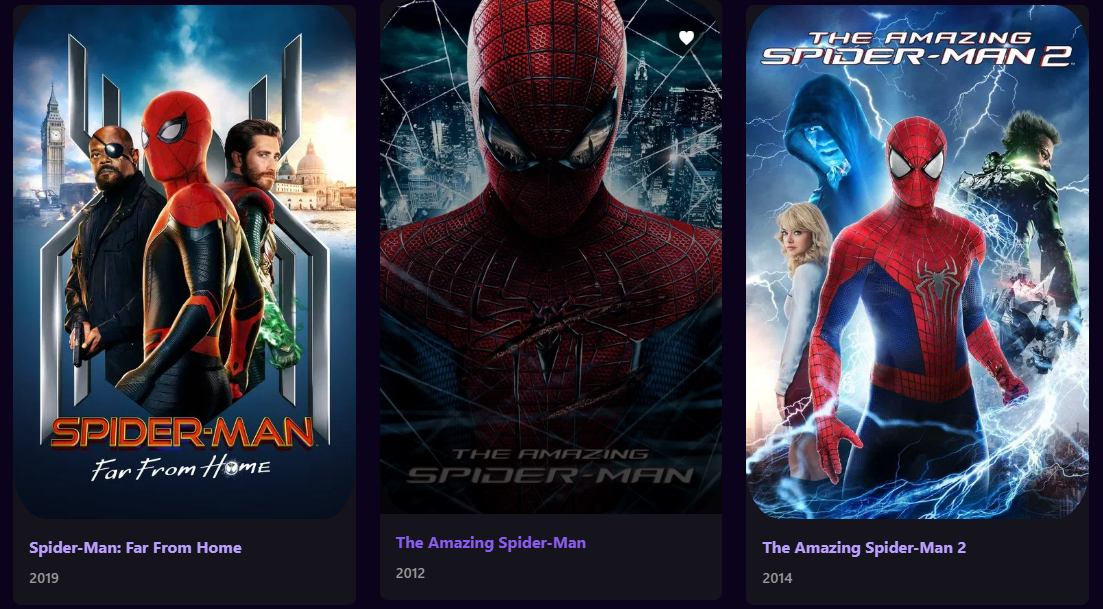 SPIDER-MAN
Far From Home
Spider-Man: Far From Home
2019
THE AMAZING
SPIDER-MAN
The Amazing Spider-Man
2012
THE AMAZING
SPIDER-MAN 2
The Amazing Spider-Man 2
2014